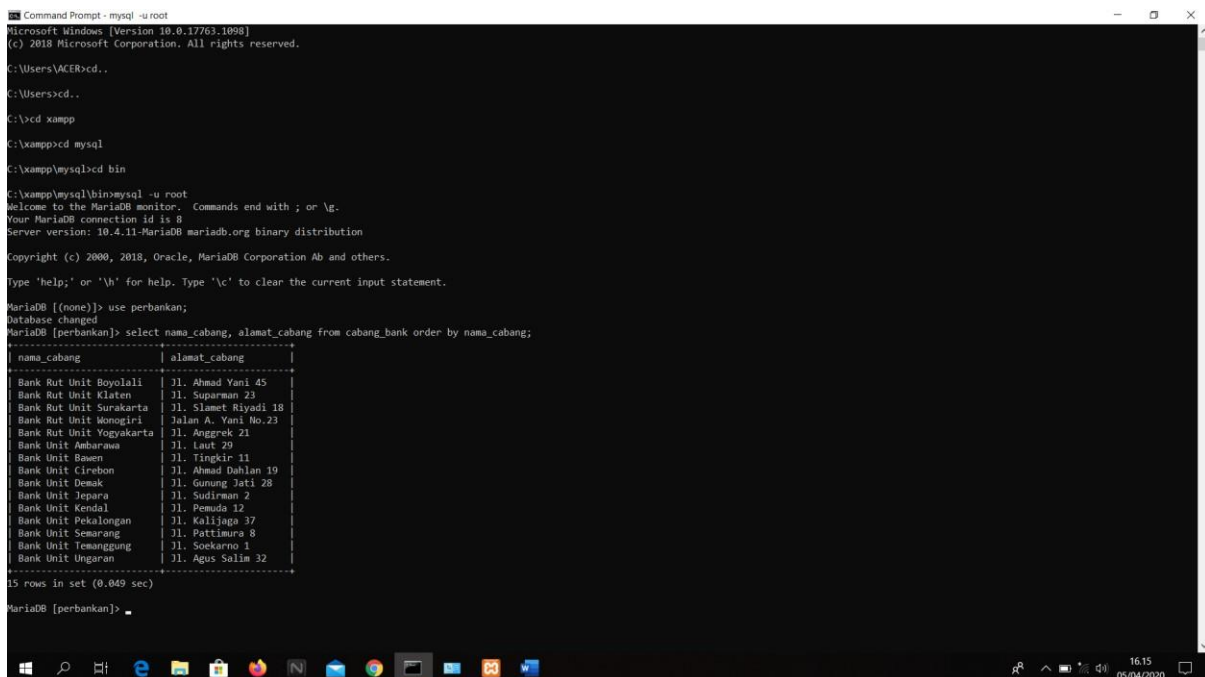 Command Prompt - mysql -u root
Microsoft Windows [Version 10.0.17763.1098]
(c) 2018 Microsoft Corporation. All rights reserved.
C:\Users\ACER>cd..
C:\Users>cd..
C:\>cd xampp
C:\xampp>cd mysql
C:\xampp\mysql>cd bin
C:\xampp\mysql\bin>mysql -u root
Welcome to the MariaDB monitor.  Commands end with ; or \g.
Your MariaDB connection id is 8
Server version: 10.4.11-MariaDB mariadb.org binary distribution
Copyright (c) 2000, 2018, Oracle, MariaDB Corporation Ab and others.
Type 'help;' or '\h' for help. Type '\c' to clear the current input statement.
MariaDB [(none)]> use perbankan;
Database changed
MariaDB [perbankan]> select nama_cabang, alamat_cabang from cabang_bank order by nama_cabang;
+-------------------------+----------------------+
| nama_cabang             | alamat_cabang        |
+-------------------------+----------------------+
| Bank Rut Unit Boyolali  | Jl. Ahmad Yani 45    |
| Bank Rut Unit Klaten    | Jl. Suparman 23      |
| Bank Rut Unit Surakarta | Jl. Slamet Riyadi 18 |
| Bank Rut Unit Wonogiri  | Jalan A. Yani No.23  |
| Bank Rut Unit Yogyakarta | Jl. Anggrek 21       |
| Bank Unit Ambarawa      | Jl. Laut 29          |
| Bank Unit Bawen         | Jl. Tingkir 11       |
| Bank Unit Cirebon       | Jl. Ahmad Dahlan 19  |
| Bank Unit Demak         | Jl. Gunung Jati 28   |
| Bank Unit Jepara        | Jl. Sudirman 2       |
| Bank Unit Kendal        | Jl. Pemuda 12        |
| Bank Unit Pekalongan    | Jl. Kalijaga 37      |
| Bank Unit Semarang      | Jl. Pattimura 8      |
| Bank Unit Temanggung    | Jl. Soekarno 1       |
| Bank Unit Ungaran       | Jl. Agus Salim 32    |
+-------------------------+----------------------+
15 rows in set (0.049 sec)
MariaDB [perbankan]>
16.15
05/04/2020